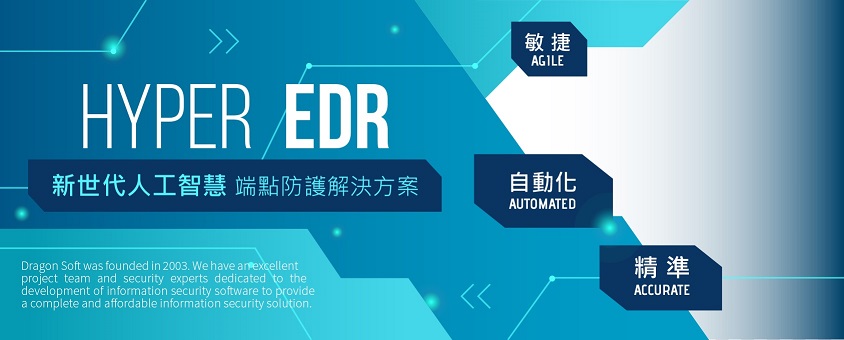 HYPER EDR
新世代人工智慧 端點防護解決方案
Dragon Soft was founded in 2003. We have an excellent
project team and security experts dedicated to the
development of information security software to provide
a complete and affordable information security solution.
敏捷
AGILE
自動化
AUTOMATED
精準
ACCURATE